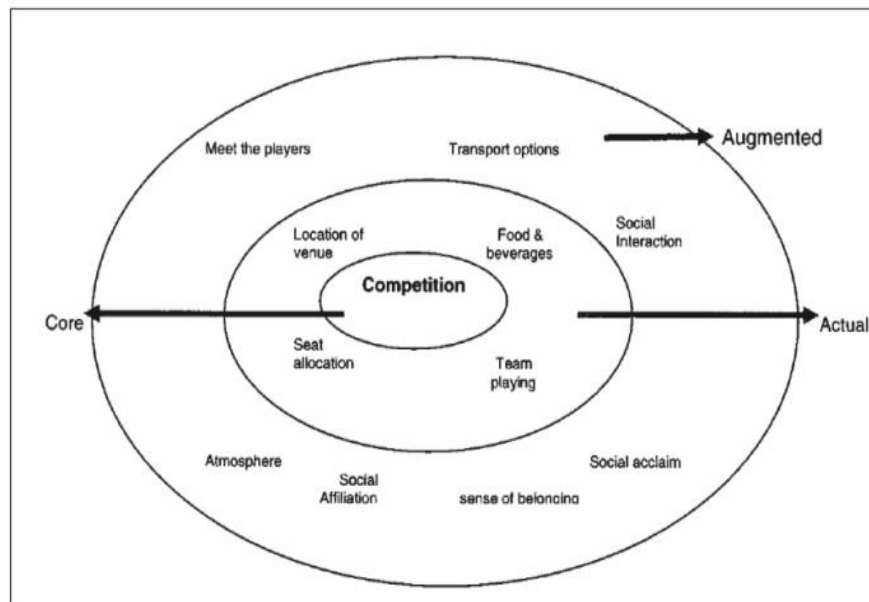 Meet the players
Transport options
Augmented
Location of
venue
Food &
beverages
Social
Interaction
Competition
Core
Actual
Seat
allocation
Team
playing
Atmosphere
Social
Affiliation
sense of belonging
Social acclaim